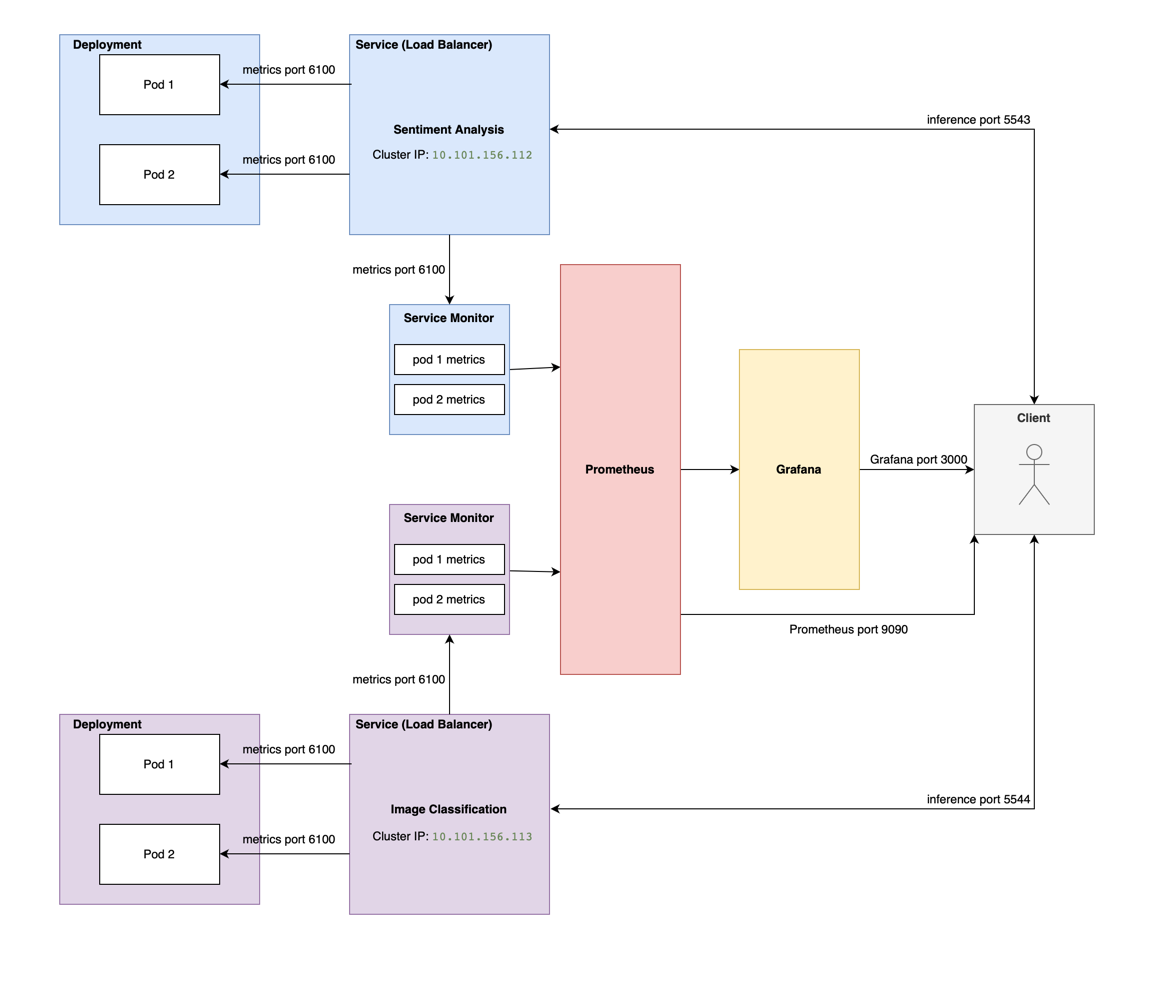 Deployment
Pod 1
Pod 2
metrics port 6100
metrics port 6100
Service (Load Balancer)
Sentiment Analysis
Cluster IP: 10.101.156.112
inference port 5543
metrics port 6100
Service Monitor
pod 1 metrics
pod 2 metrics
Prometheus
Grafana
Grafana port 3000
Client
Service Monitor
pod 1 metrics
pod 2 metrics
Prometheus port 9090
metrics port 6100
Deployment
Pod 1
Pod 2
metrics port 6100
metrics port 6100
Service (Load Balancer)
Image Classification
Cluster IP: 10.101.156.113
inference port 5544